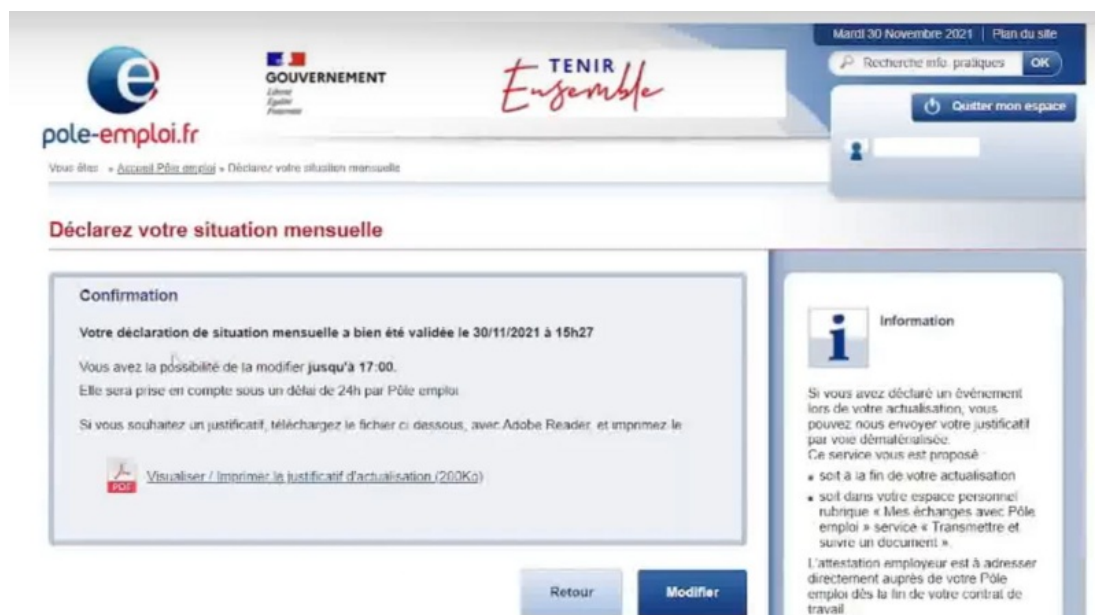 Mardi 30 Novembre 2021 | Plan du site
Recherche info. pratiques OK
Quitter mon espace
pole-emploi.fr
GOUVERNEMENT
Liberté
Égalité
Fraternité
TENIR
Ensemble
Vous êtes : » Accueil Pôle emploi » Déclarez votre situation mensuelle
Déclarez votre situation mensuelle
Confirmation
Votre déclaration de situation mensuelle a bien été validée le 30/11/2021 à 15h27
Vous avez la possibilité de la modifier jusqu'à 17:00.
Elle sera prise en compte sous un délai de 24h par Pôle emploi
Si vous souhaitez un justificatif, téléchargez le fichier ci dessous, avec Adobe Reader, et imprimez le
PDF
Visualiser / Imprimer le justificatif d'actualisation (200Ko)
Retour
Modifier
Information
Si vous avez déclaré un événement
lors de votre actualisation, vous
pouvez nous envoyer votre justificatif
par voie dématérialisée.
Ce service vous est proposé :
soit à la fin de votre actualisation
soit dans votre espace personnel
rubrique « Mes échanges avec Pôle
emploi » service « Transmettre et
suivre un document ».
L'attestation employeur est à adresser
directement auprès de votre Pôle
emploi dès la fin de votre contrat de
travail